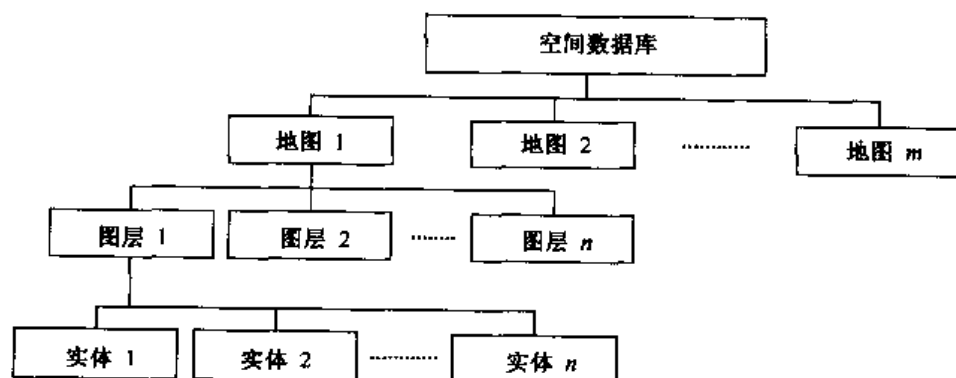 空间数据库
地图 1 地图 2 ········ 地图 m
图层 1 图层 2 ········ 图层 n
实体 1 实体 2 ········ 实体 n